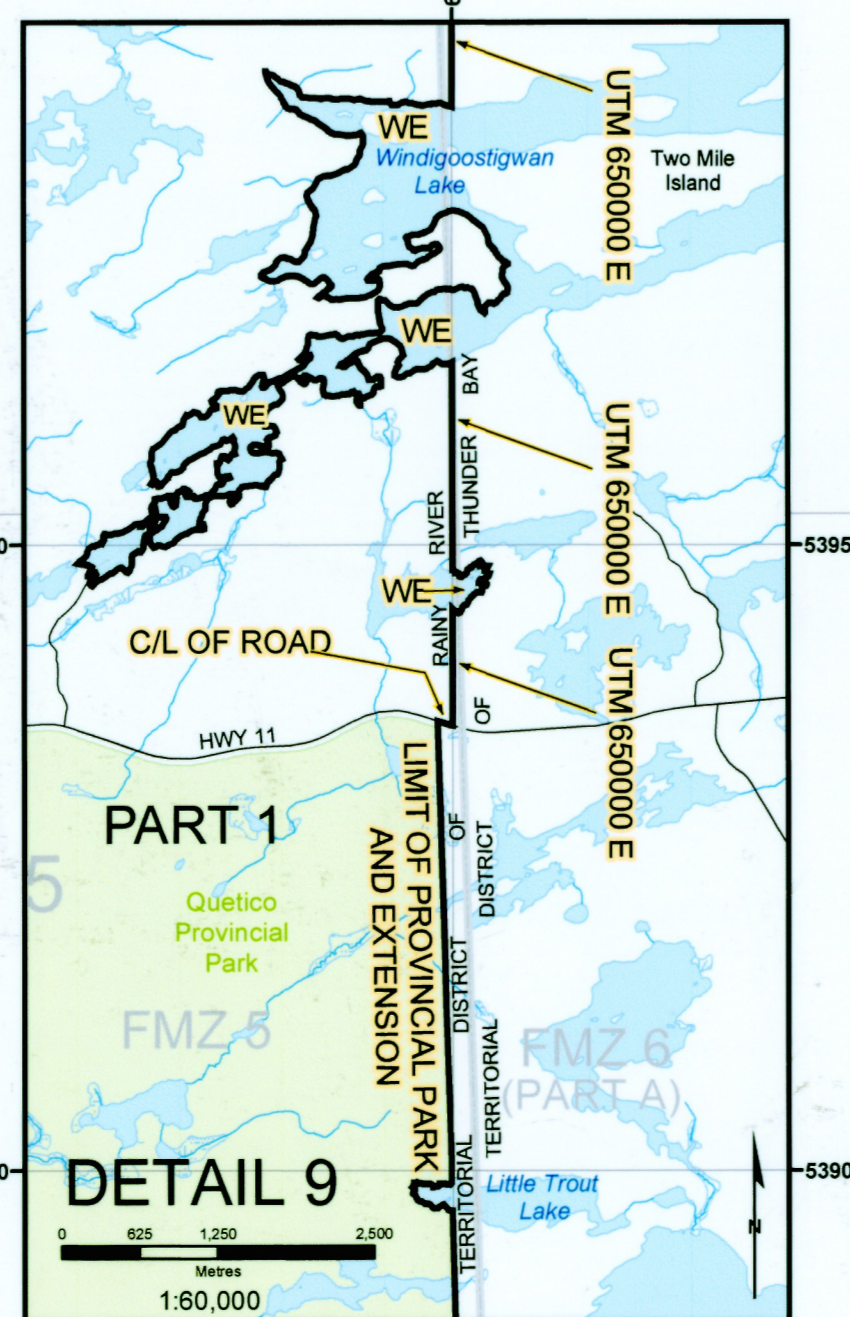 WE
Windigoostigwan
Lake
UTM 650000 E
Two Mile
Island
WE
WE
BAY
THUNDER
RIVER
UTM 650000 E
5395
WE
RAINY
C/L OF ROAD
OF
UTM 650000 E
HWY 11
LIMIT OF PROVINCIAL PARK
AND EXTENSION
PART 1
OF
DISTRICT
5
Quetico
Provincial
Park
DISTRICT
FMZ 5
FMZ 6
(PART A)
TERRITORIAL
TERRITORIAL
DETAIL 9
5390
Little Trout
Lake
N
0 625 1,250 2,500
Metres
1:60,000